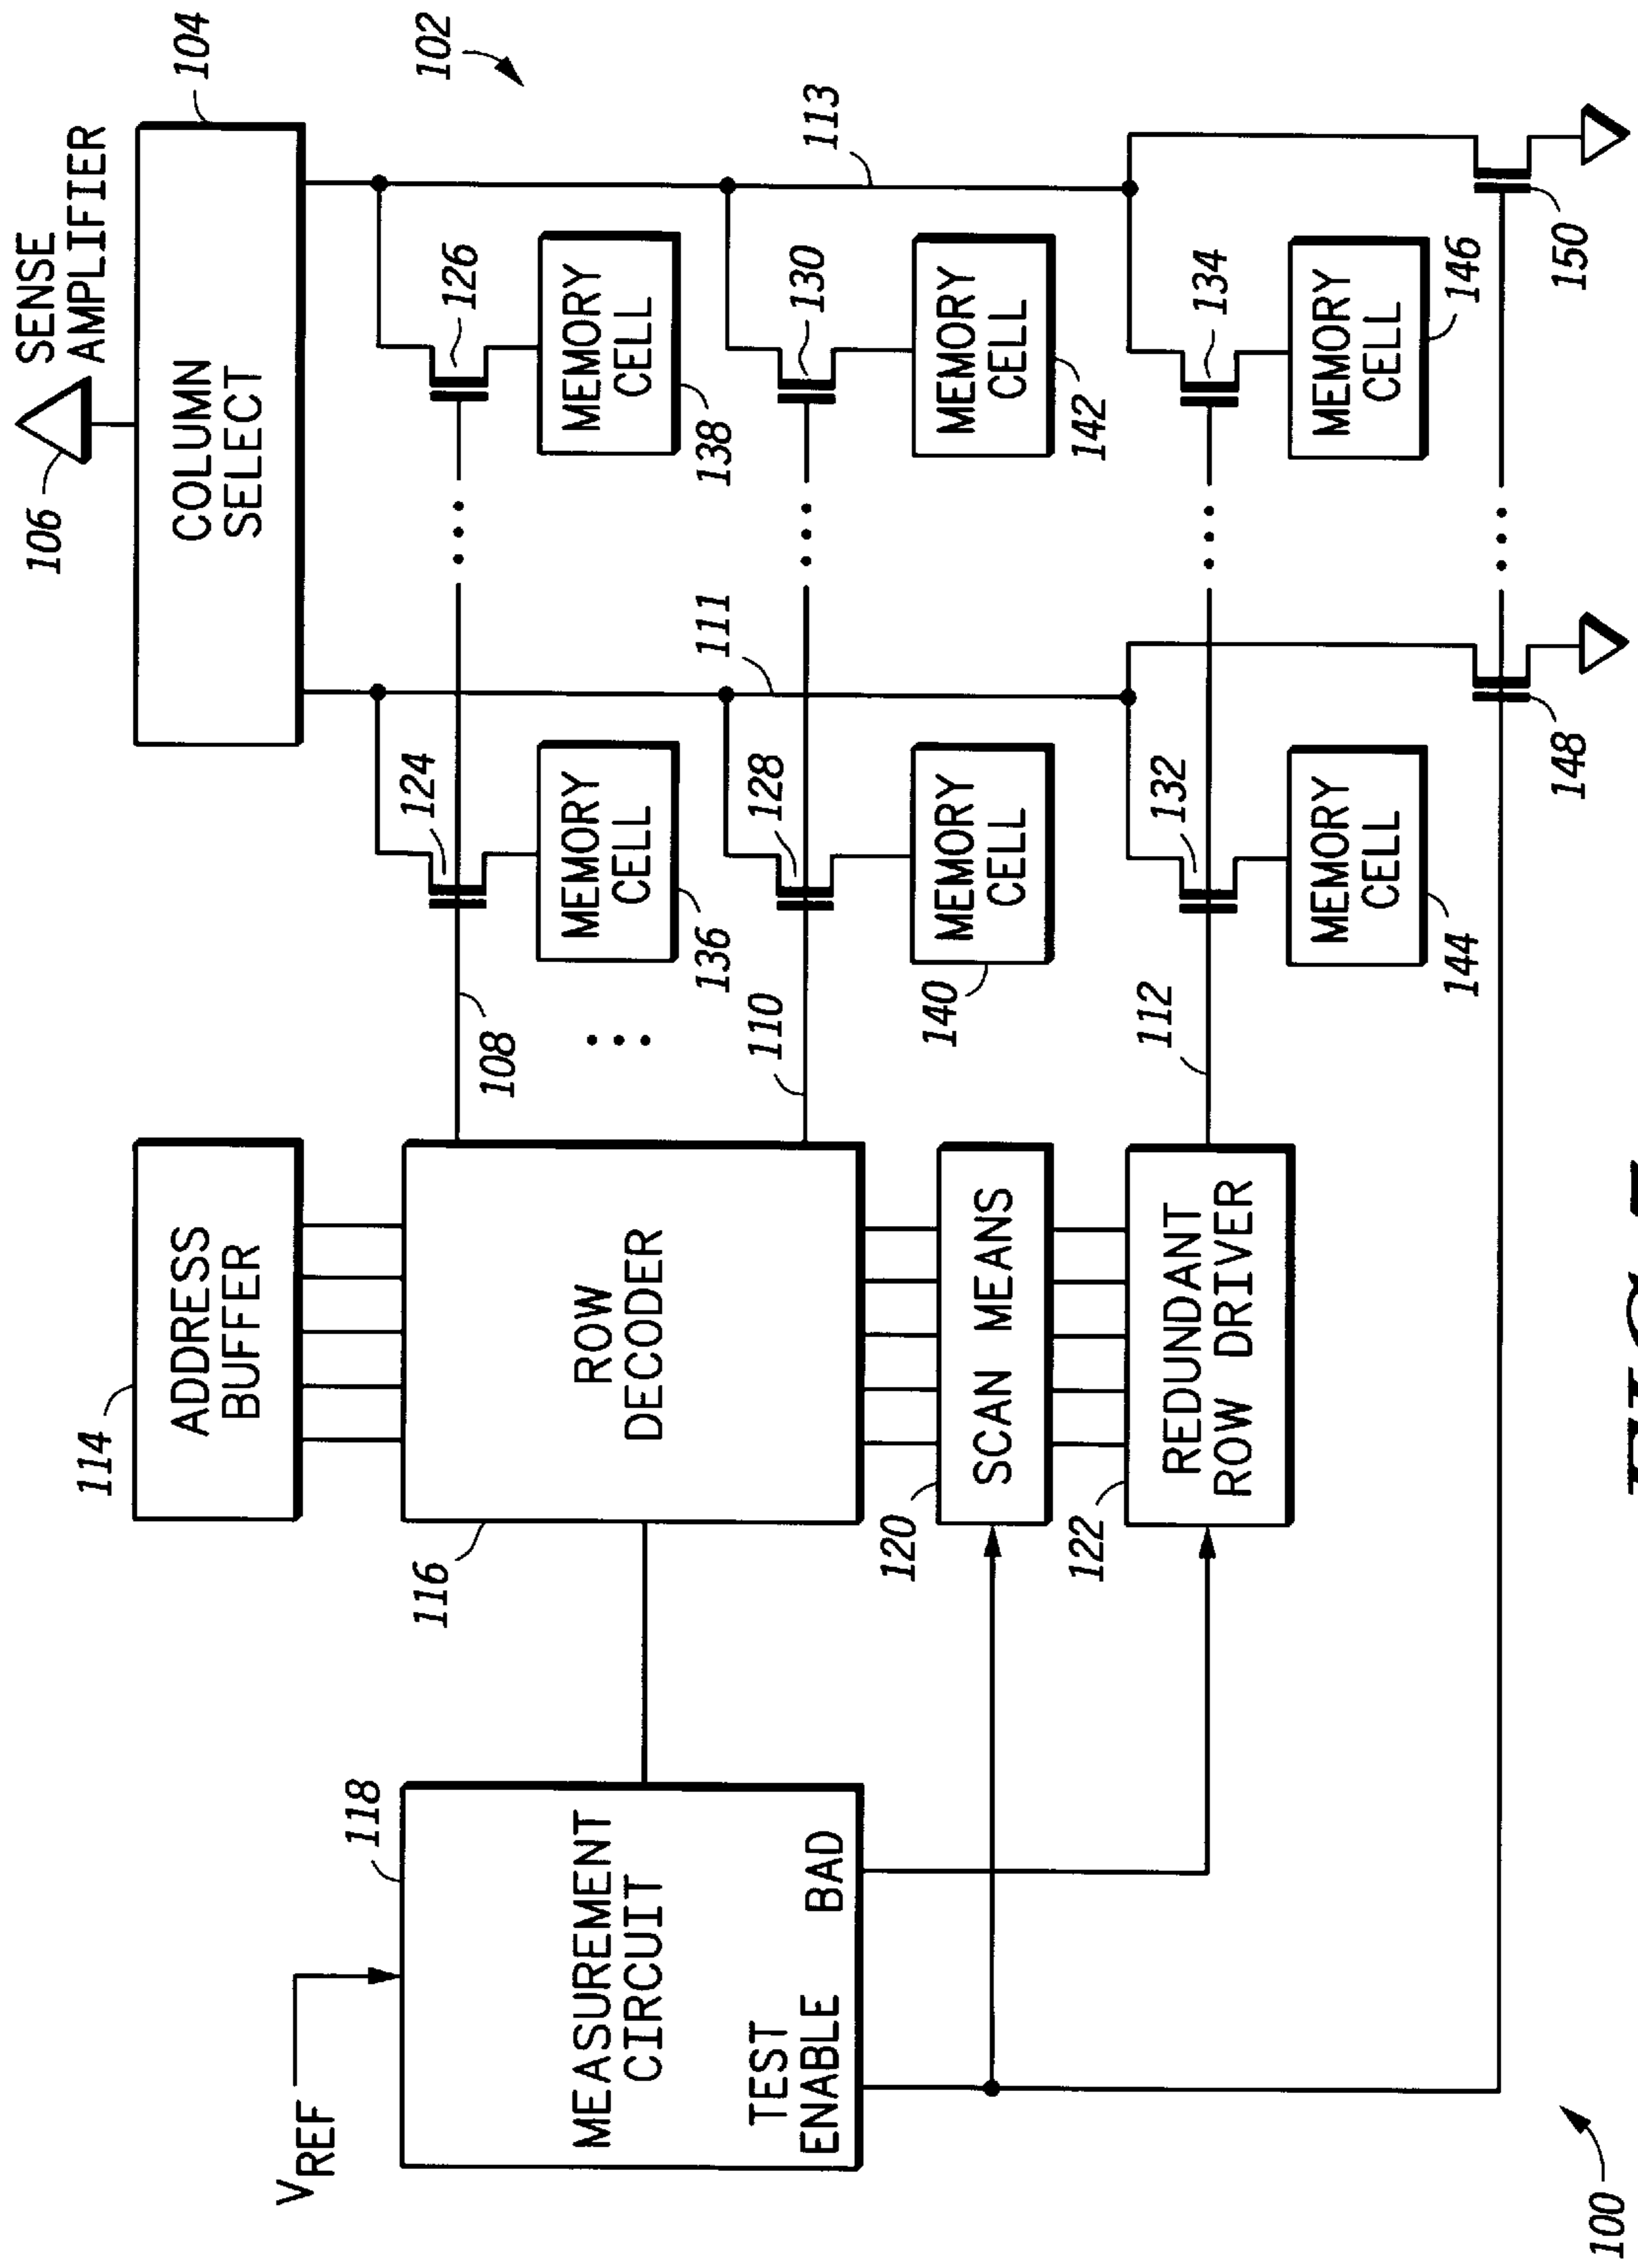 SENSE
AMPLIFIER
106
104
COLUMN
SELECT
102
114
ADDRESS
BUFFER
124
126
108
111
113
MEMORY
CELL
136
MEMORY
CELL
138
VREF
118
MEASUREMENT
CIRCUIT
TEST
ENABLE
BAD
116
ROW
DECODER
110
128
130
MEMORY
CELL
140
MEMORY
CELL
142
120
SCAN MEANS
122
REDUNDANT
ROW DRIVER
112
132
134
MEMORY
CELL
144
MEMORY
CELL
146
148
150
100